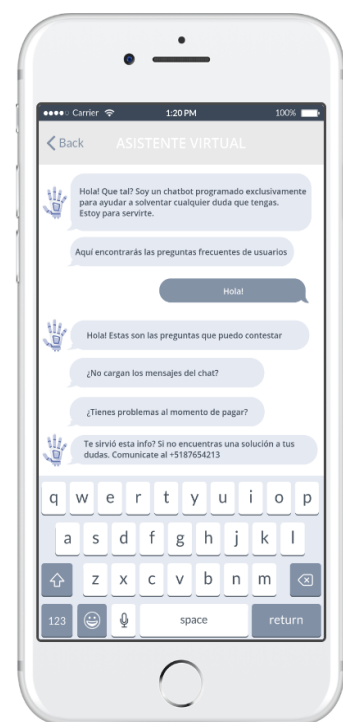 Carrier 1:20 PM 100%
Back ASISTENTE VIRTUAL
Hola! Que tal? Soy un chatbot programado exclusivamente
para ayudar a solventar cualquier duda que tengas.
Estoy para servirte.
Aquí encontrarás las preguntas frecuentes de usuarios
Hola!
Hola! Estas son las preguntas que puedo contestar
¿No cargan los mensajes del chat?
¿Tienes problemas al momento de pagar?
Te sirvió esta info? Si no encuentras una solución a tus
dudas. Comunicate al +5187654213
q w e r t y u i o p
a s d f g h j k l
z x c v b n m
123 space return